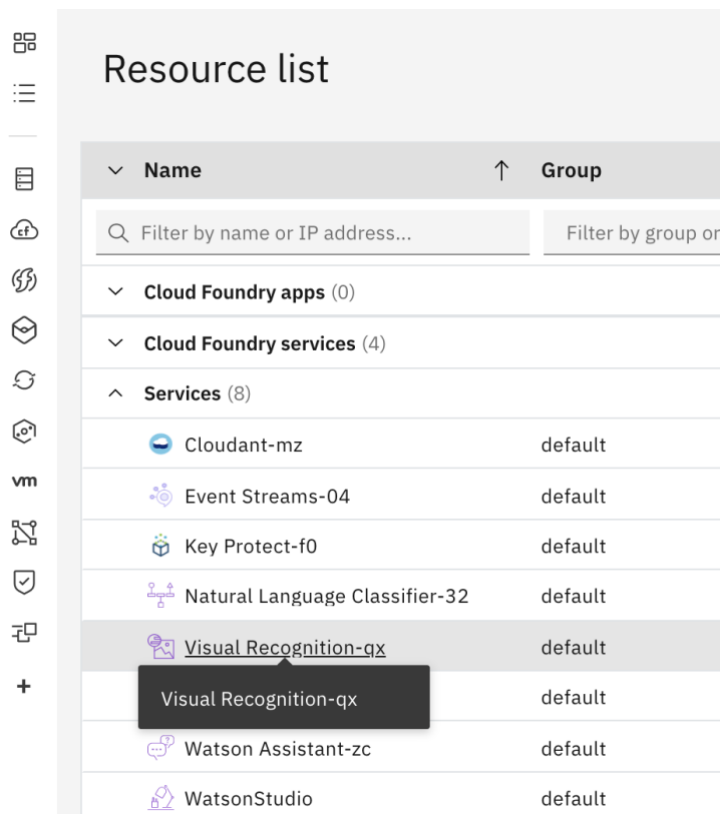 Resource list
Name Group
Filter by name or IP address... Filter by group or
Cloud Foundry apps (0)
Cloud Foundry services (4)
Services (8)
Cloudant-mz default
Event Streams-04 default
Key Protect-f0 default
Natural Language Classifier-32 default
vm
Visual Recognition-qx default
Visual Recognition-qx default
Watson Assistant-zc default
WatsonStudio default
cf